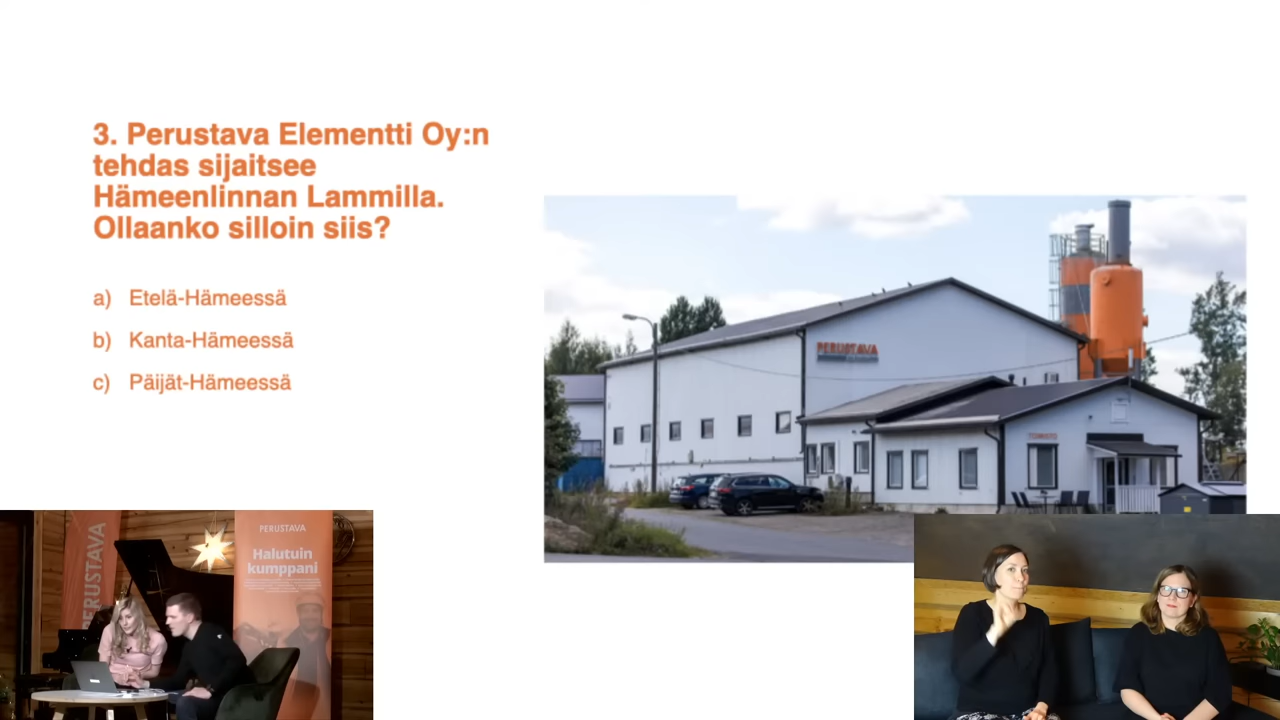 3. Perustava Elementti Oy:n
tehdas sijaitsee
Hämeenlinnan Lammilla.
Ollaanko silloin siis?
a) Etelä-Hämeessä
b) Kanta-Hämeessä
c) Päijät-Hämeessä
PERUSTAVA
TOIMISTO
PERUSTAVA
PERUSTAVA
Halutuin
kumppani